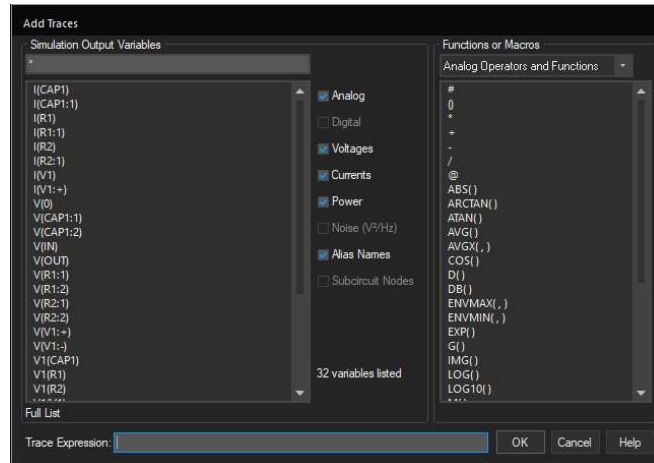 Add Traces
Simulation Output Variables
*
I(CAP1)
I(CAP1:1)
I(R1)
I(R1:1)
I(R2)
I(R2:1)
I(V1)
I(V1:+)
V(0)
V(CAP1:1)
V(CAP1:2)
V(IN)
V(OUT)
V(R1:1)
V(R1:2)
V(R2:1)
V(R2:2)
V(V1:+)
V(V1:-)
V1(CAP1)
V1(R1)
V1(R2)
Full List
Analog
Digital
Voltages
Currents
Power
Noise (V²/Hz)
Alias Names
Subcircuit Nodes
32 variables listed
Functions or Macros
Analog Operators and Functions
#
()
*
+
-
/
@
ABS( )
ARCTAN( )
ATAN( )
AVG( )
AVGX( , )
COS( )
D( )
DB( )
ENVMAX( , )
ENVMIN( , )
EXP( )
G( )
IMG( )
LOG( )
LOG10( )
Trace Expression:
OK
Cancel
Help